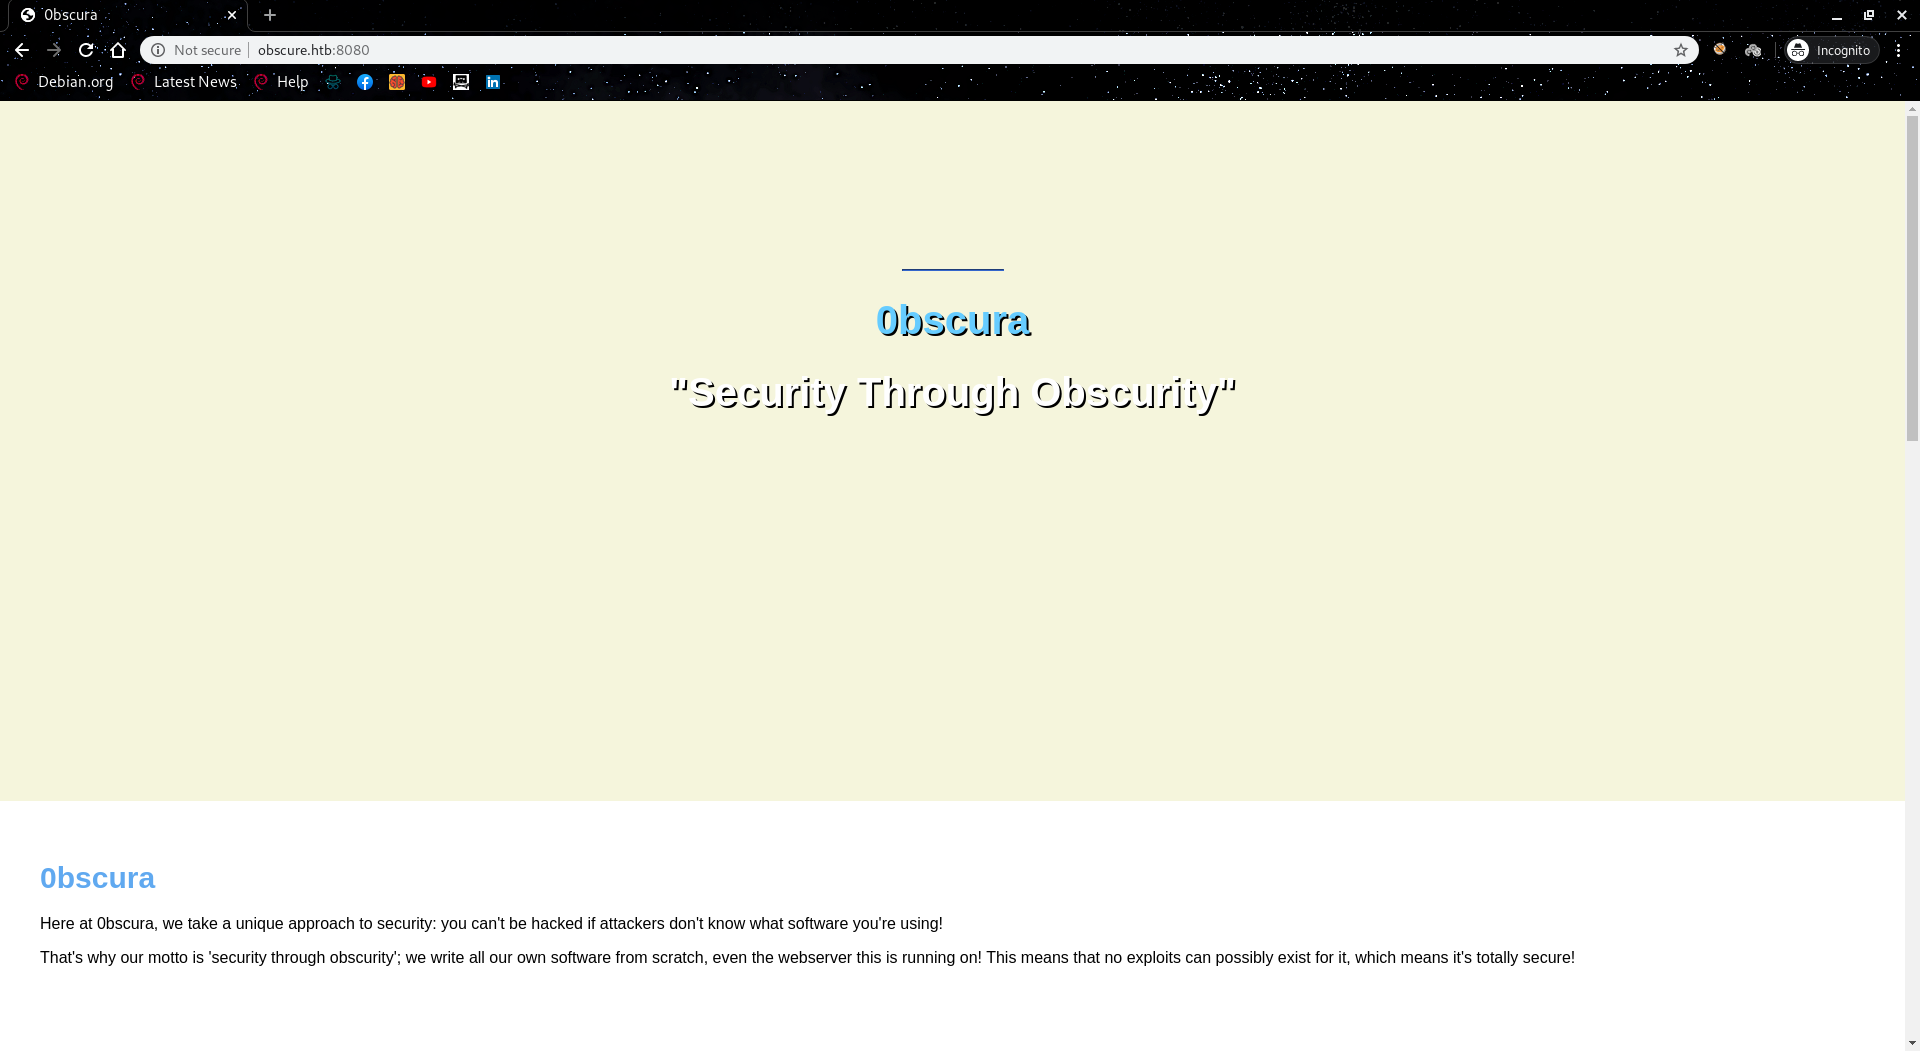 0bscura
Not secure
obscure.htb:8080
Incognito
Debian.org
Latest News
Help
0bscura
"Security Through Obscurity"
0bscura
Here at 0bscura, we take a unique approach to security: you can't be hacked if attackers don't know what software you're using!
That's why our motto is 'security through obscurity'; we write all our own software from scratch, even the webserver this is running on! This means that no exploits can possibly exist for it, which means it's totally secure!